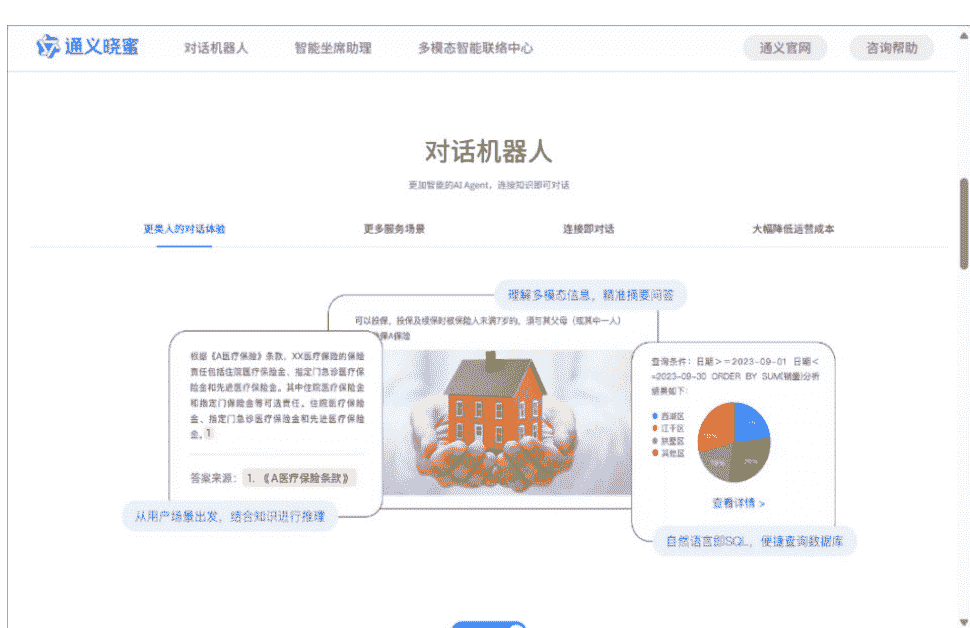 通义晓蜜
对话机器人
智能坐席助理
多模态智能联络中心
通义官网
咨询帮助
对话机器人
更加智能的AI Agent，连接知识即可对话
更类人的对话体验
更多服务场景
连接即对话
大幅降低运营成本
理解多模态信息，精准摘要问答
可以投保。投保及续保时被保险人未满7岁的，须与其父母（或其中一人）
保A保险
根据《A医疗保险》条款，XX医疗保险的保险
责任包括住院医疗保险金、指定门急诊医疗保
险金和先进医疗保险金。其中住院医疗保险金
和指定门保险金等可选责任。住院医疗保险
金、指定门急诊医疗保险金和先进医疗保险
金。1
答案来源：
1. 《A医疗保险条款》
从用户场景出发，结合知识进行推理
查询条件：日期>=2023-09-01 日期<
=2023-09-30 ORDER BY SUM(销量)分析
结果如下：
西湖区
江干区
拱墅区
其他区
查看详情 >
自然语言即SQL，便捷查询数据库